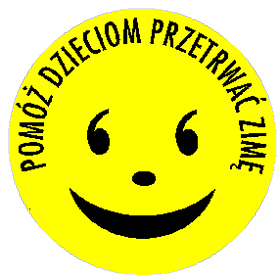 POMÓŻ DZIECIOM PRZETRWAĆ ZIMĘ